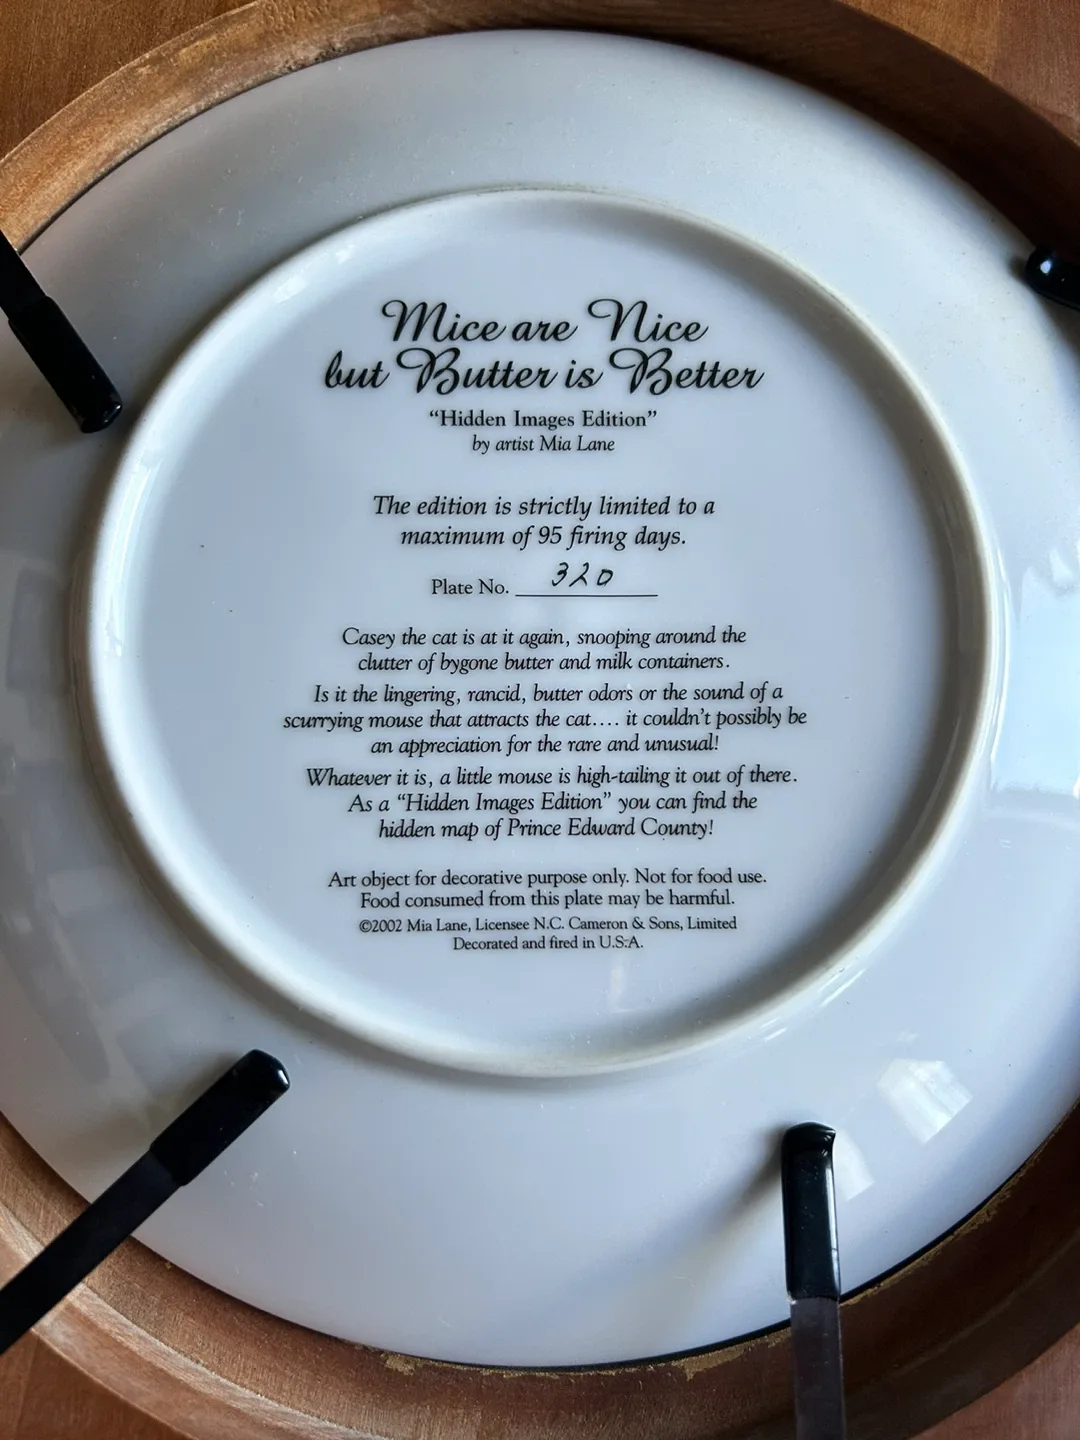 Mice are Nice
but Butter is Better
“Hidden Images Edition”
by artist Mia Lane
The edition is strictly limited to a
maximum of 95 firing days.
Plate No. 320
Casey the cat is at it again, snooping around the
clutter of bygone butter and milk containers.
Is it the lingering, rancid, butter odors or the sound of a
scurrying mouse that attracts the cat.... it couldn’t possibly be
an appreciation for the rare and unusual!
Whatever it is, a little mouse is high-tailing it out of there.
As a “Hidden Images Edition” you can find the
hidden map of Prince Edward County!
Art object for decorative purpose only. Not for food use.
Food consumed from this plate may be harmful.
©2002 Mia Lane, Licensee N.C. Cameron & Sons, Limited
Decorated and fired in U.S.A.